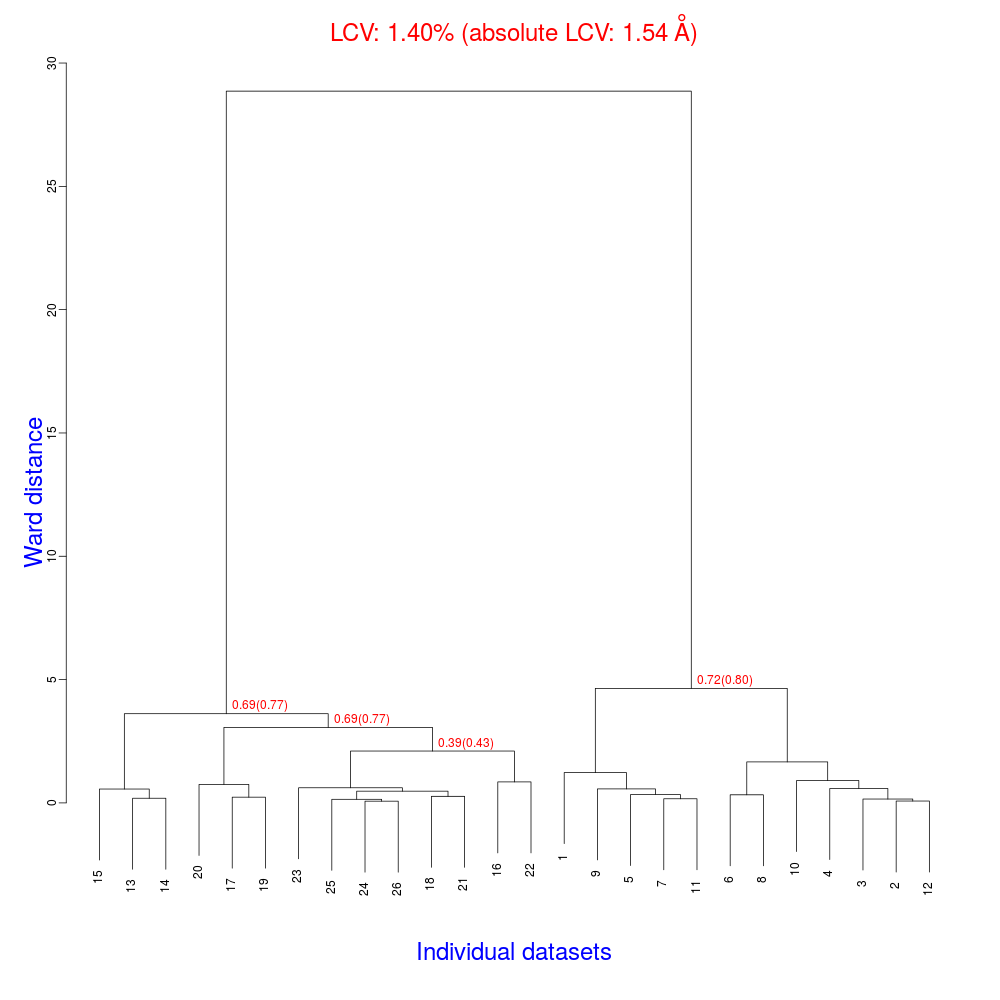 LCV: 1.40% (absolute LCV: 1.54 Å)
30
25
20
15
10
5
0
Ward distance
0.72(0.80)
0.69(0.77)
0.69(0.77)
0.39(0.43)
15 13 14 20 17 19 23 25 24 26 18 21 16 22 1 9 5 7 11 6 8 10 4 3 2 12
Individual datasets